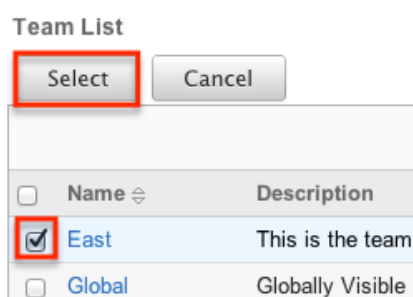 Team List
Select Cancel
Name Description
East This is the team
Global Globally Visible